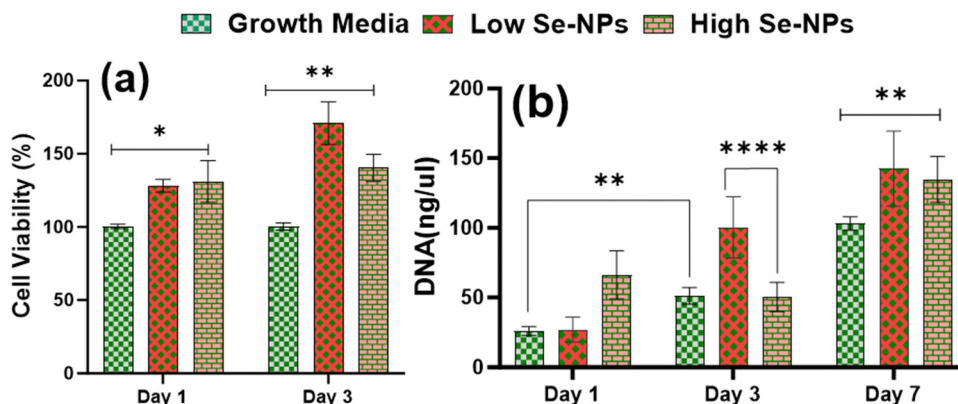 Growth Media Low Se-NPs High Se-NPs
(a)
Cell Viability (%)
200
150
100
50
0
*
**
Day 1 Day 3
(b)
DNA(ng/ul)
200
150
100
50
0
**
****
**
Day 1 Day 3 Day 7